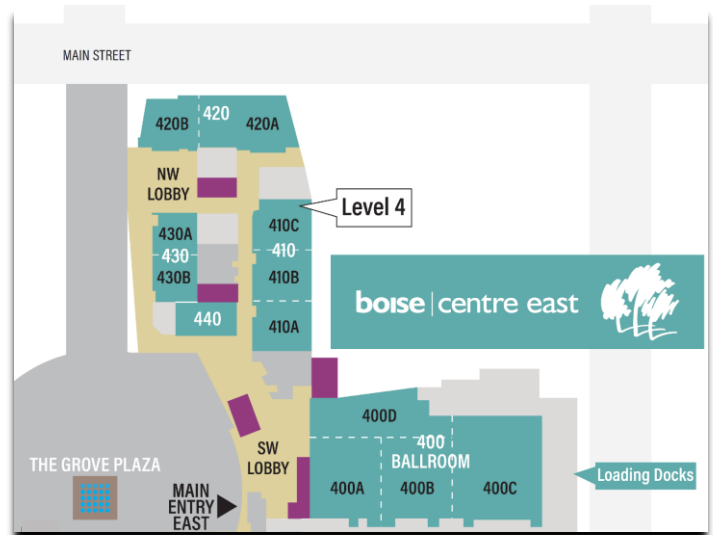 MAIN STREET
420
420B
420A
NW
LOBBY
Level 4
430A
430
430B
410C
410
410B
410A
440
boise | centre east
400D
400
BALLROOM
400A
400B
400C
SW
LOBBY
THE GROVE PLAZA
MAIN
ENTRY
EAST
Loading Docks